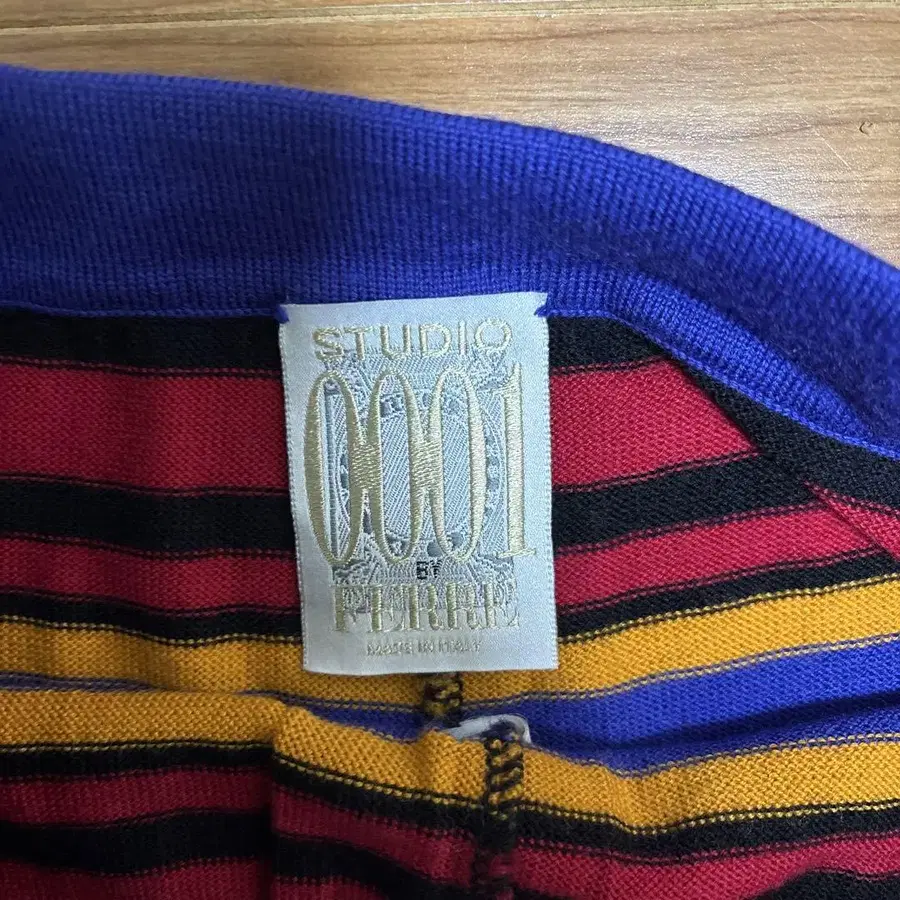 STUDIO
0001
BY
FERRE
MADE IN ITALY